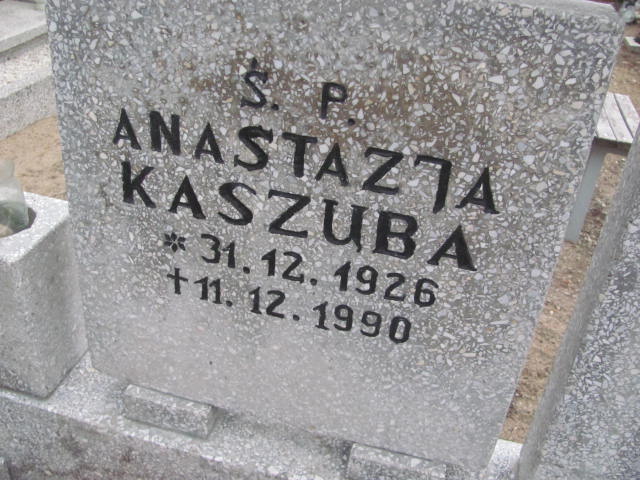 Ś. P.
ANASTAZJA
KASZUBA
* 31. 12. 1926
† 11. 12. 1990